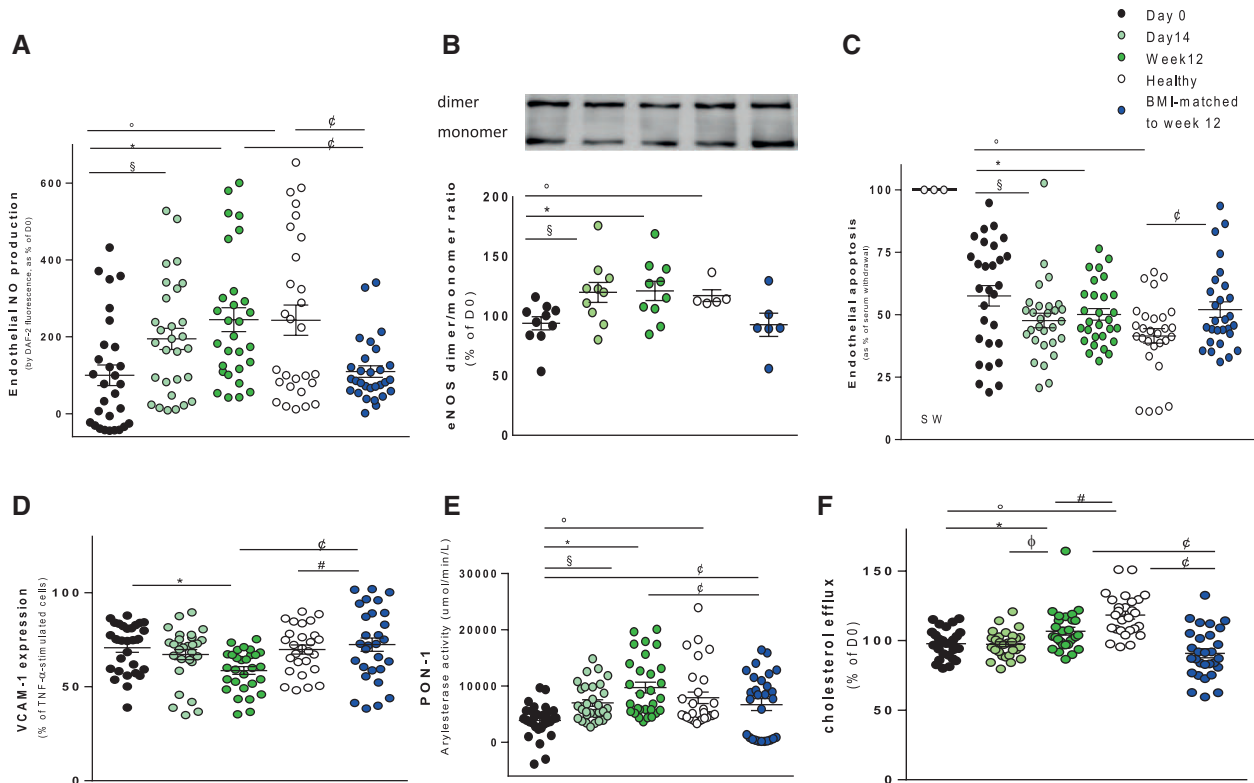 A
B
C
Day 0
Day14
Week12
Healthy
BMI-matched
to week 12
Endothelial NO production
(by DAF-2 fluorescence, as % of D0)
° ¢
* ¢
§
600
400
200
0
dimer
monomer
eNOS dimer/monomer ratio
(% of D0)
200
150
100
50
0
°
*
§
Endothelial apoptosis
(as % of serum withdrawal)
100
75
50
25
0
SW
°
*
§
¢
D
E
F
VCAM-1 expression
(% of TNF-α-stimulated cells)
100
50
0
¢
#
*
PON-1
Arylesterase activity (umol/min/L)
30000
20000
10000
0
°
*
§
¢
¢
cholesterol efflux
(% of D0)
150
100
50
0
#
°
*
ϕ
¢
¢